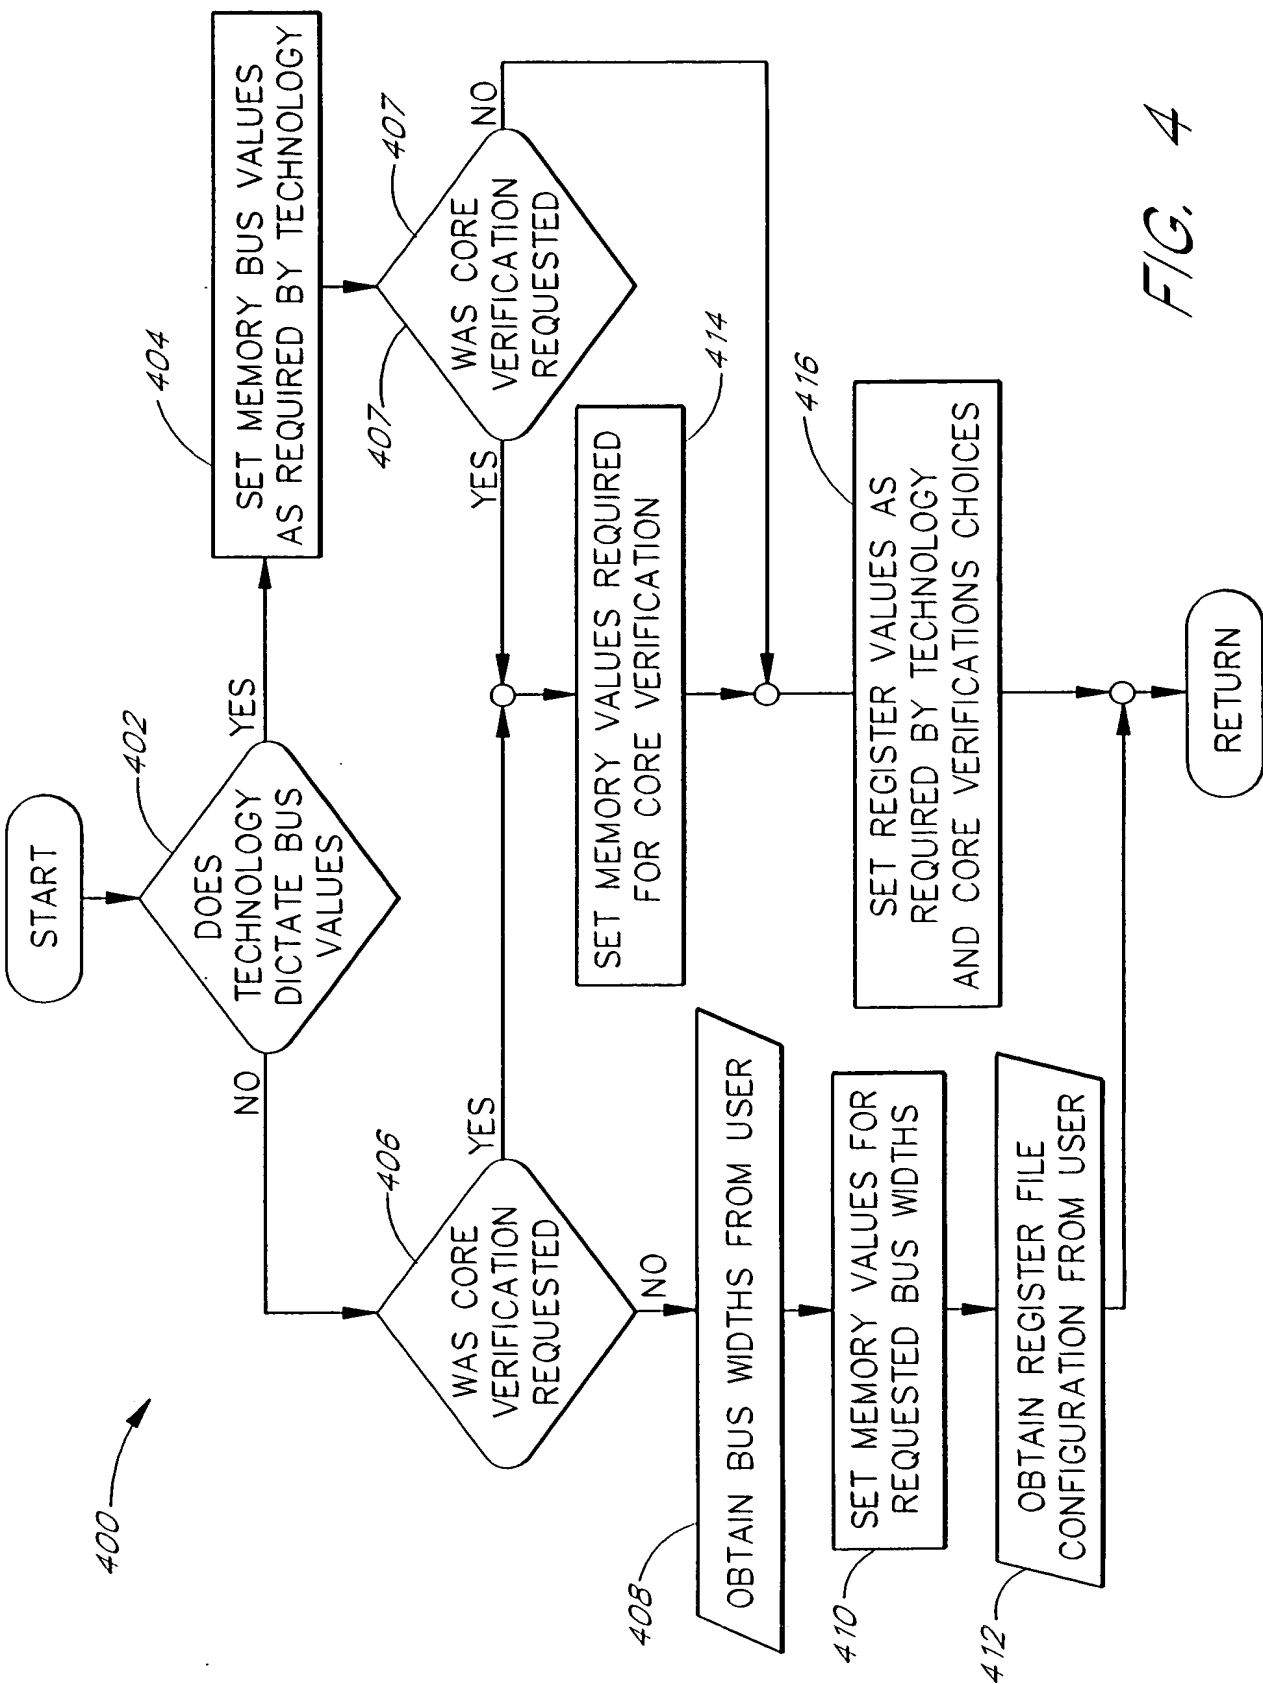 400
START
402
DOES
TECHNOLOGY
DICTATE BUS
VALUES
NO
YES
404
SET MEMORY BUS VALUES
AS REQUIRED BY TECHNOLOGY
406
WAS CORE
VERIFICATION
REQUESTED
YES
NO
407
407
WAS CORE
VERIFICATION
REQUESTED
YES
NO
SET MEMORY VALUES REQUIRED
FOR CORE VERIFICATION
414
408
OBTAIN BUS WIDTHS FROM USER
410
SET MEMORY VALUES FOR
REQUESTED BUS WIDTHS
416
SET REGISTER VALUES AS
REQUIRED BY TECHNOLOGY
AND CORE VERIFICATIONS CHOICES
412
OBTAIN REGISTER FILE
CONFIGURATION FROM USER
RETURN
FIG. 4